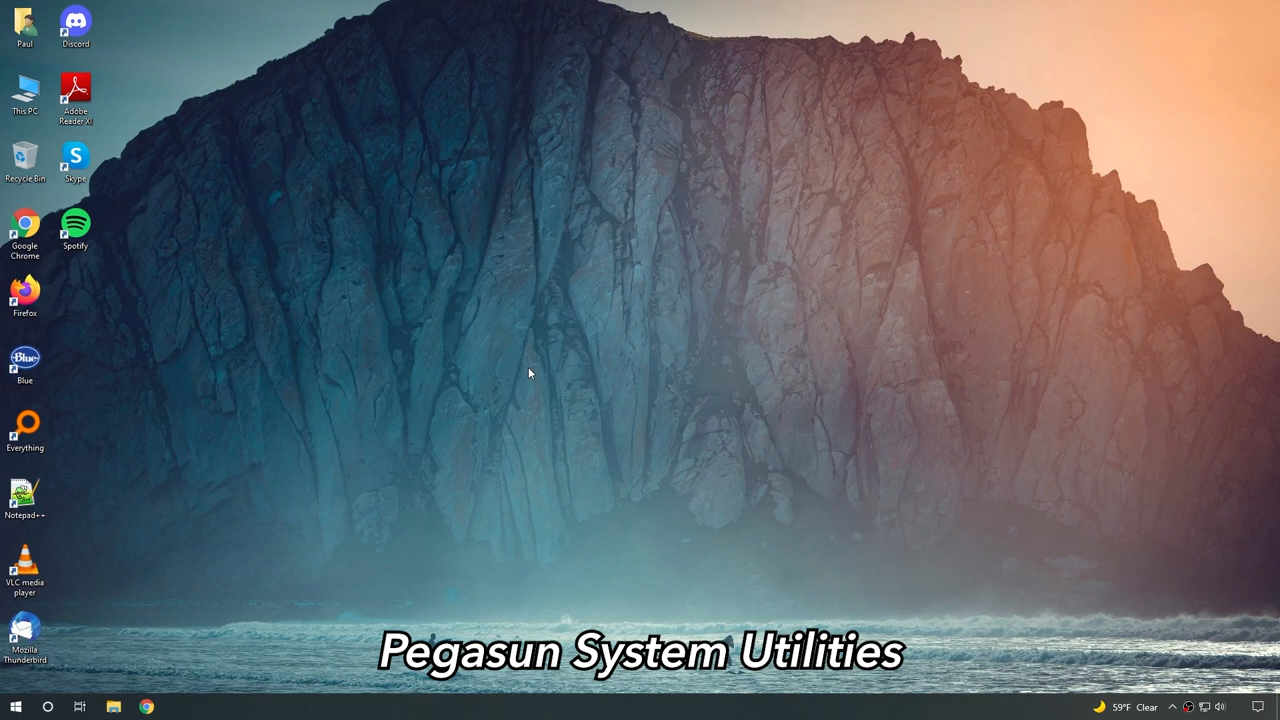 Paul
Discord
This PC
Adobe
Reader XI
Recycle Bin
Skype
Google
Chrome
Spotify
Firefox
Blue
Blue
Everything
Notepad++
VLC media
player
Mozilla
Thunderbird
Pegasun System Utilities
59°F Clear